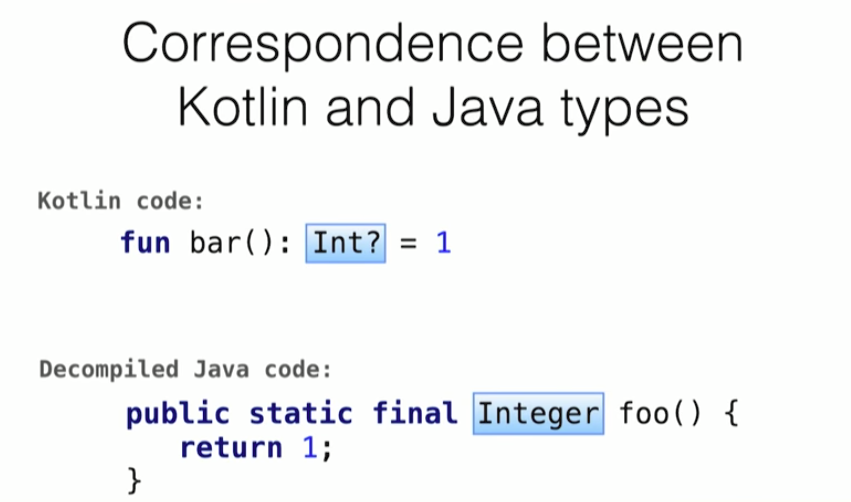 Correspondence between
Kotlin and Java types
Kotlin code:
fun bar(): Int? = 1
Decompiled Java code:
public static final Integer foo() {
return 1;
}